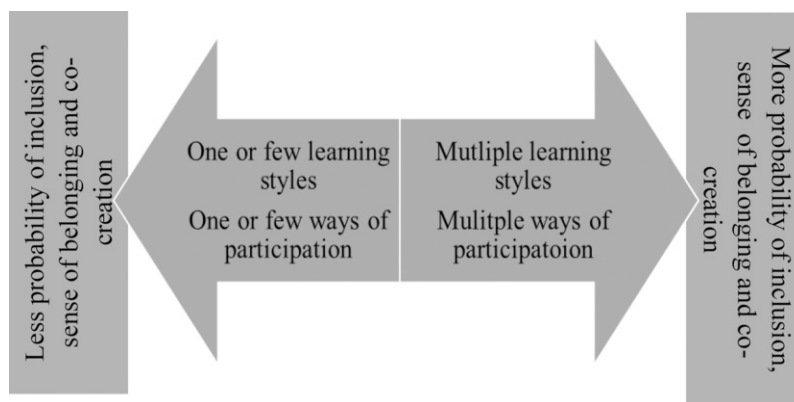 Less probability of inclusion,
sense of belonging and co-
creation
One or few learning
styles
One or few ways of
participation
Mutliple learning
styles
Mulitple ways of
participatoion
More probability of inclusion,
sense of belonging and co-
creation